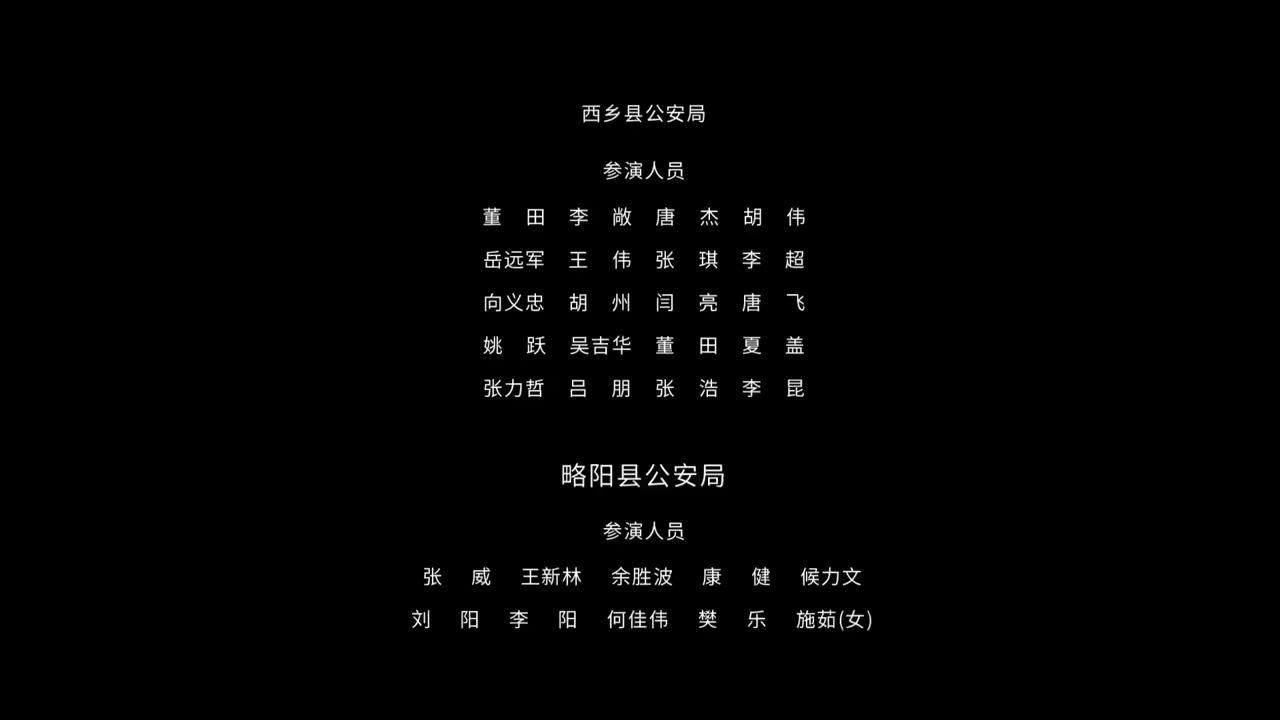 西乡县公安局
参演人员
董 田 李 敞 唐 杰 胡 伟
岳远军 王 伟 张 琪 李 超
向义忠 胡 州 闫 亮 唐 飞
姚 跃 吴吉华 董 田 夏 盖
张力哲 吕 朋 张 浩 李 昆
略阳县公安局
参演人员
张 威 王新林 余胜波 康 健 候力文
刘 阳 李 阳 何佳伟 樊 乐 施茹(女)